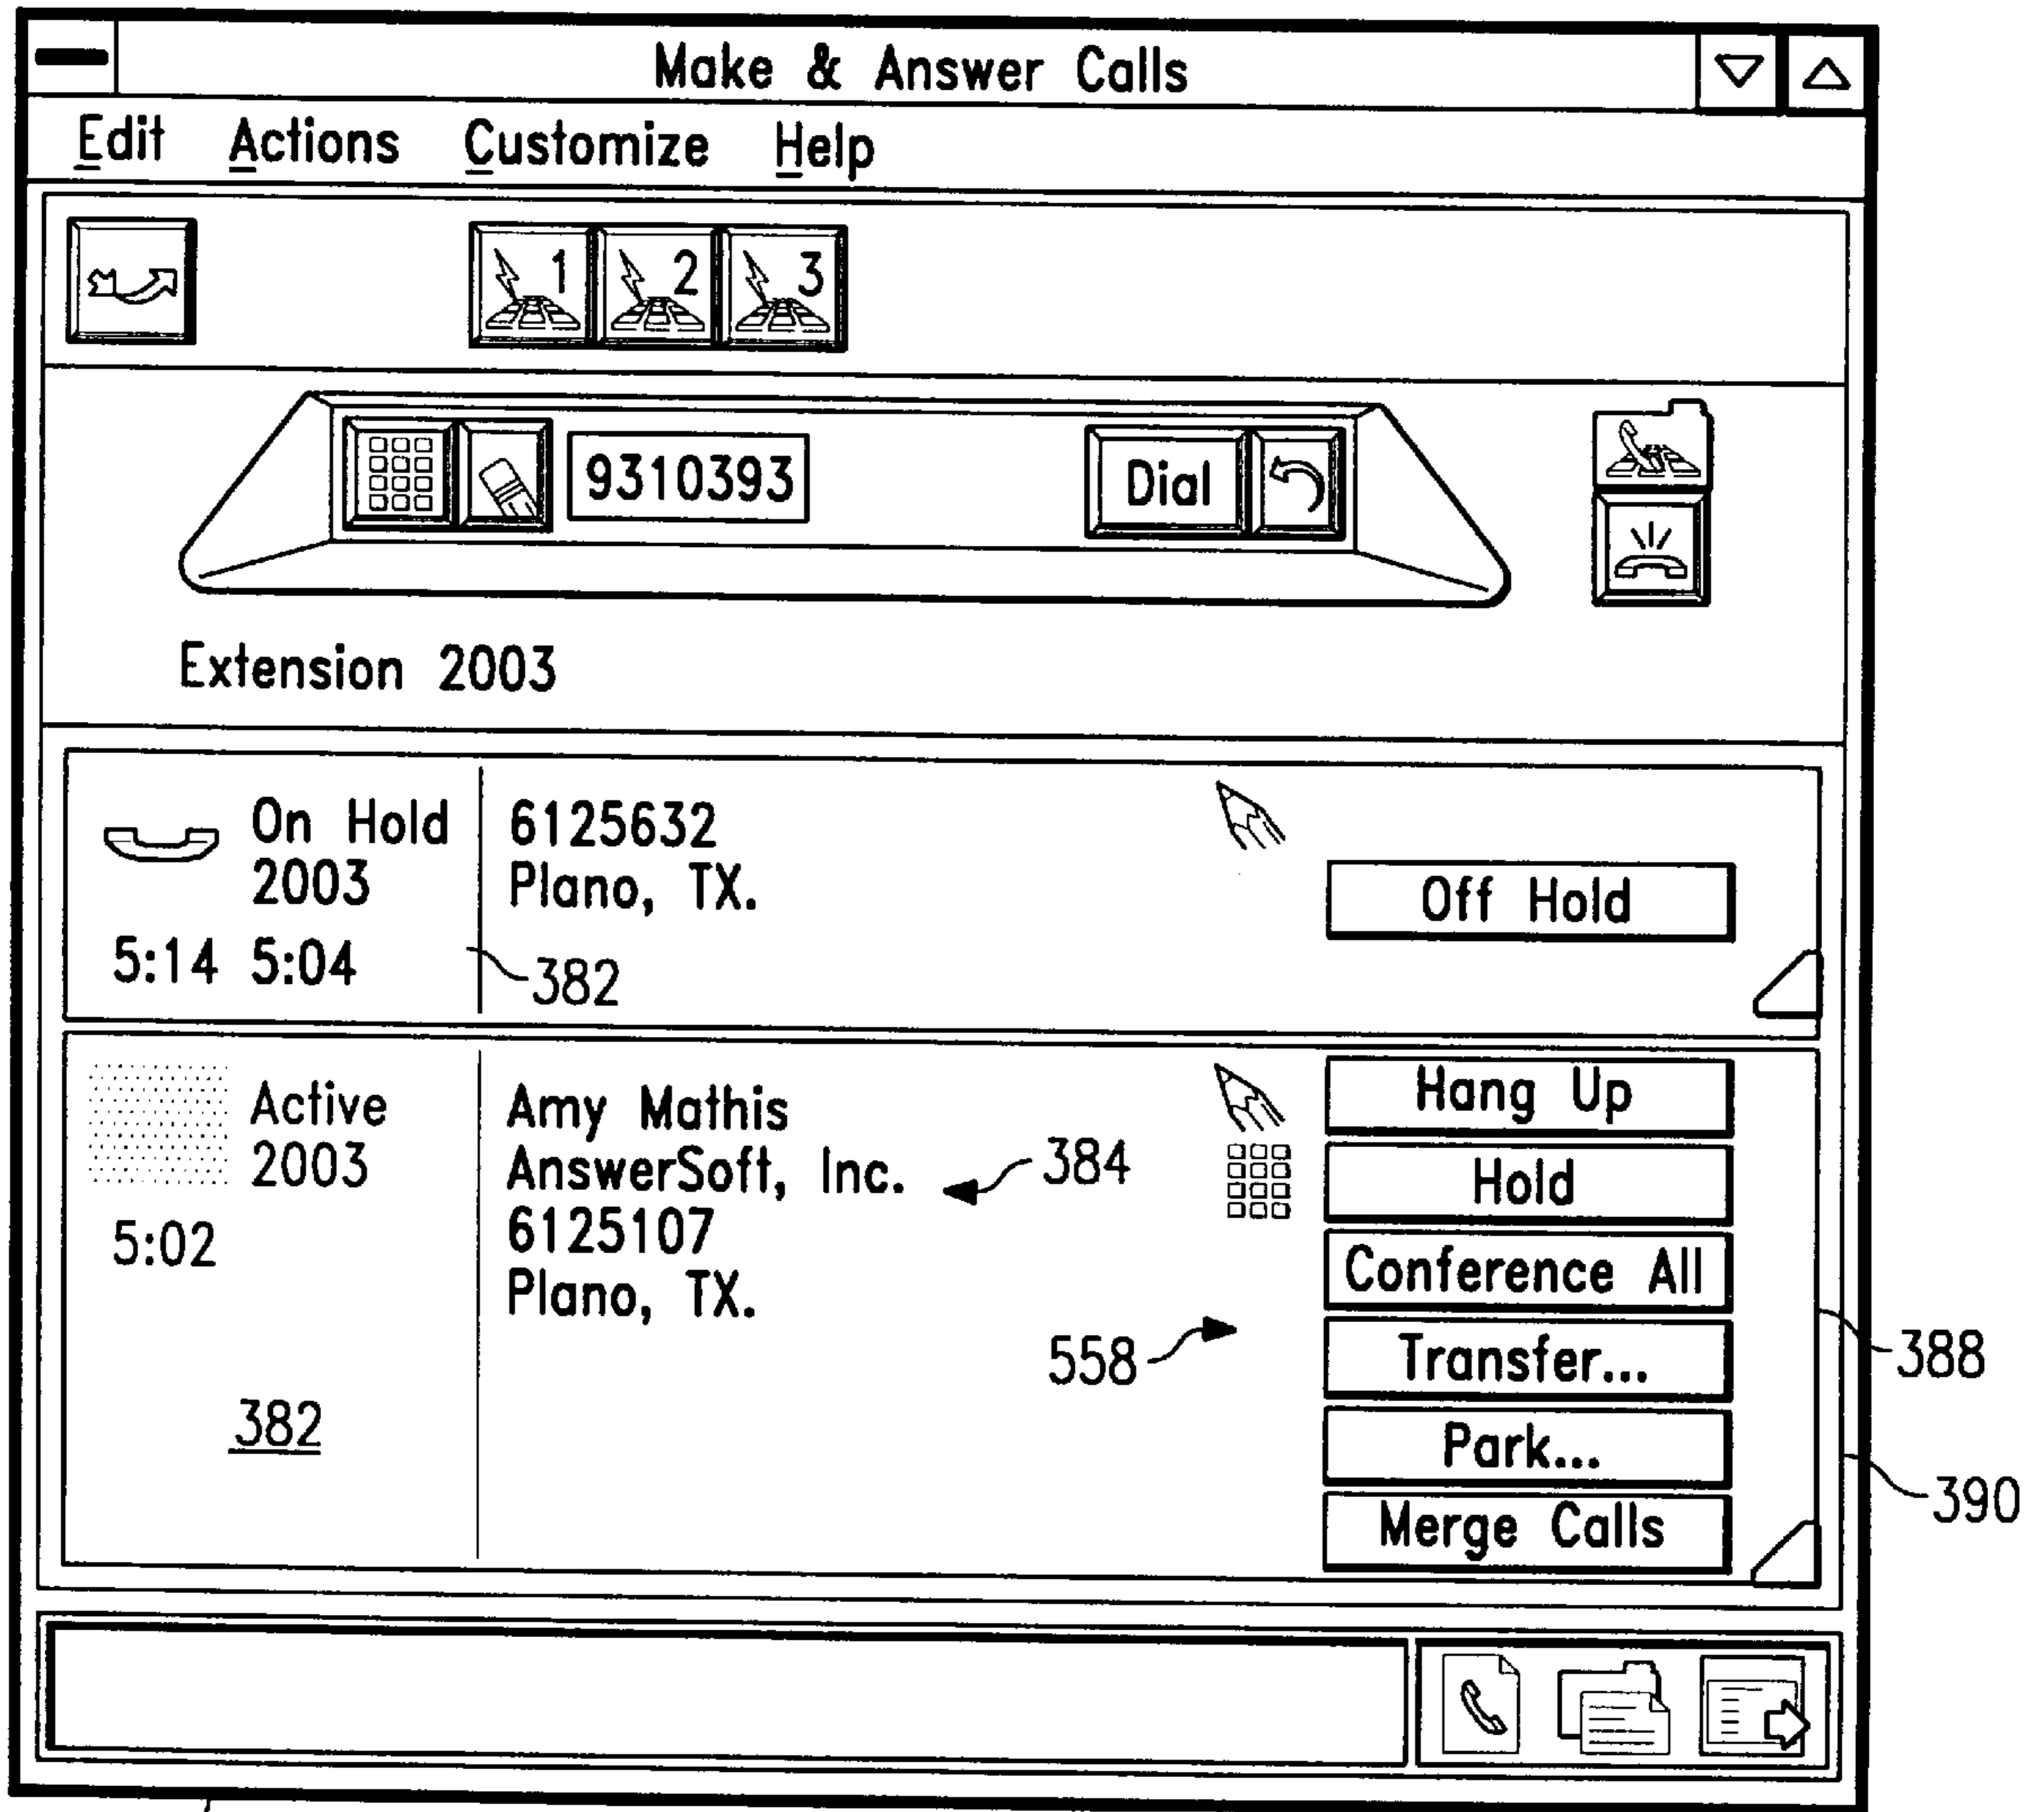 Make & Answer Calls
Edit Actions Customize Help
1 2 3
9310393 Dial
Extension 2003
On Hold
2003
5:14 5:04
382
6125632
Plano, TX.
Off Hold
Active
2003
5:02
382
Amy Mathis
AnswerSoft, Inc.
6125107
Plano, TX.
384
558
Hang Up
Hold
Conference All
Transfer...
Park...
Merge Calls
388
390